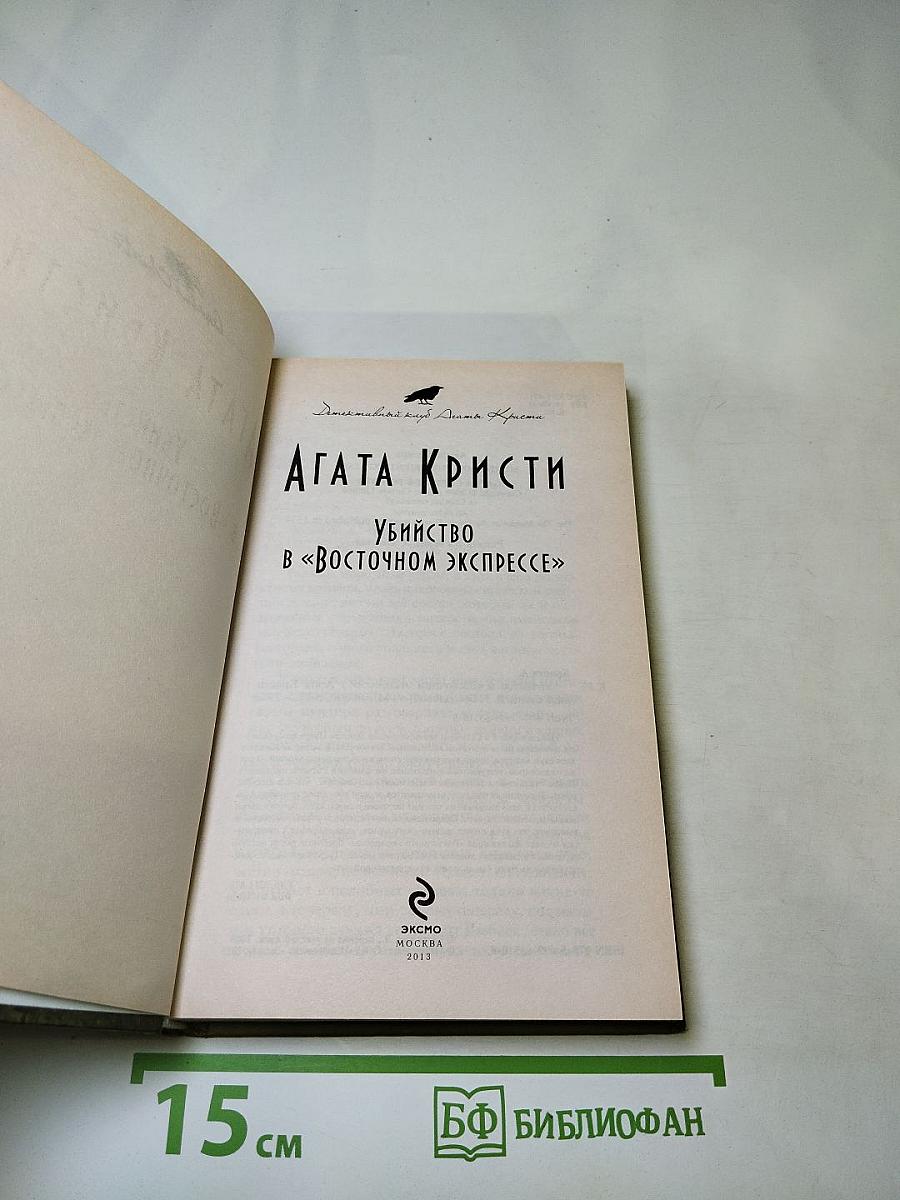 Детективный клуб Агаты Кристи
АГАТА КРИСТИ
УБИЙСТВО
В «ВОСТОЧНОМ ЭКСПРЕССЕ»
ЭКСМО
МОСКВА
2013
15 см
БФ БИБЛИОФАН